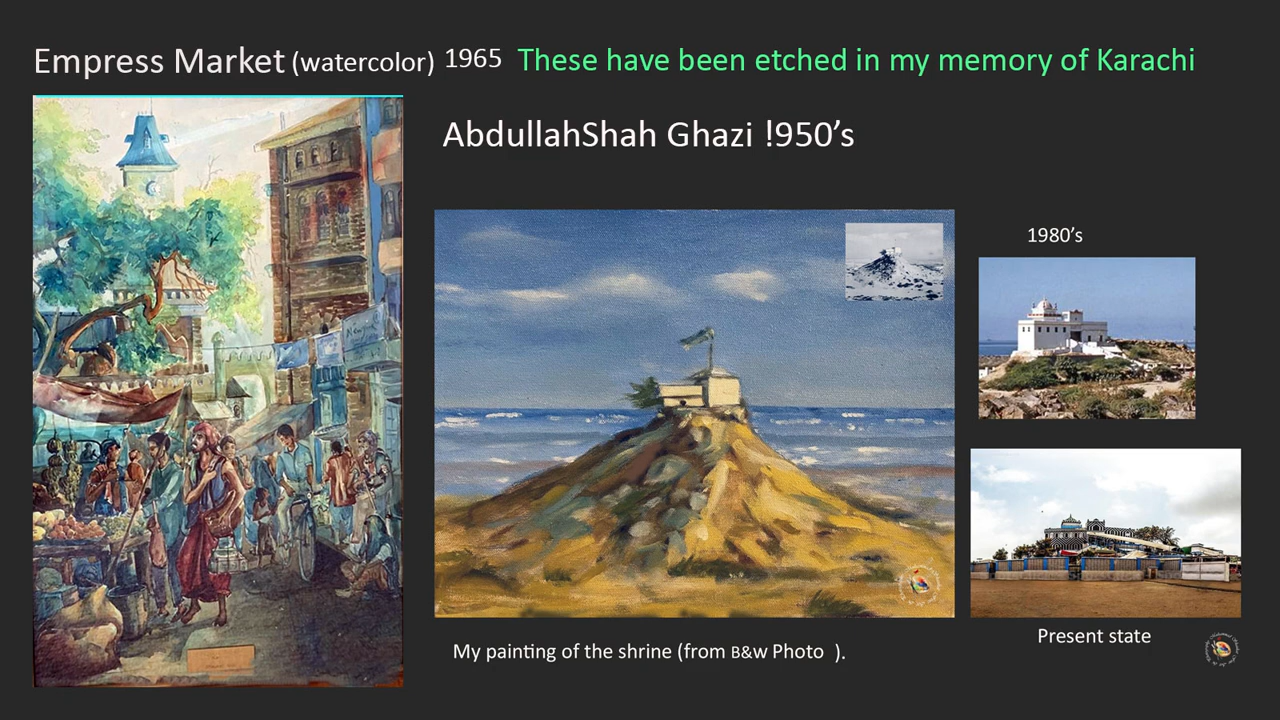 Empress Market (watercolor) 1965 These have been etched in my memory of Karachi
AbdullahShah Ghazi !950’s
1980’s
My painting of the shrine (from B&W Photo ).
Present state